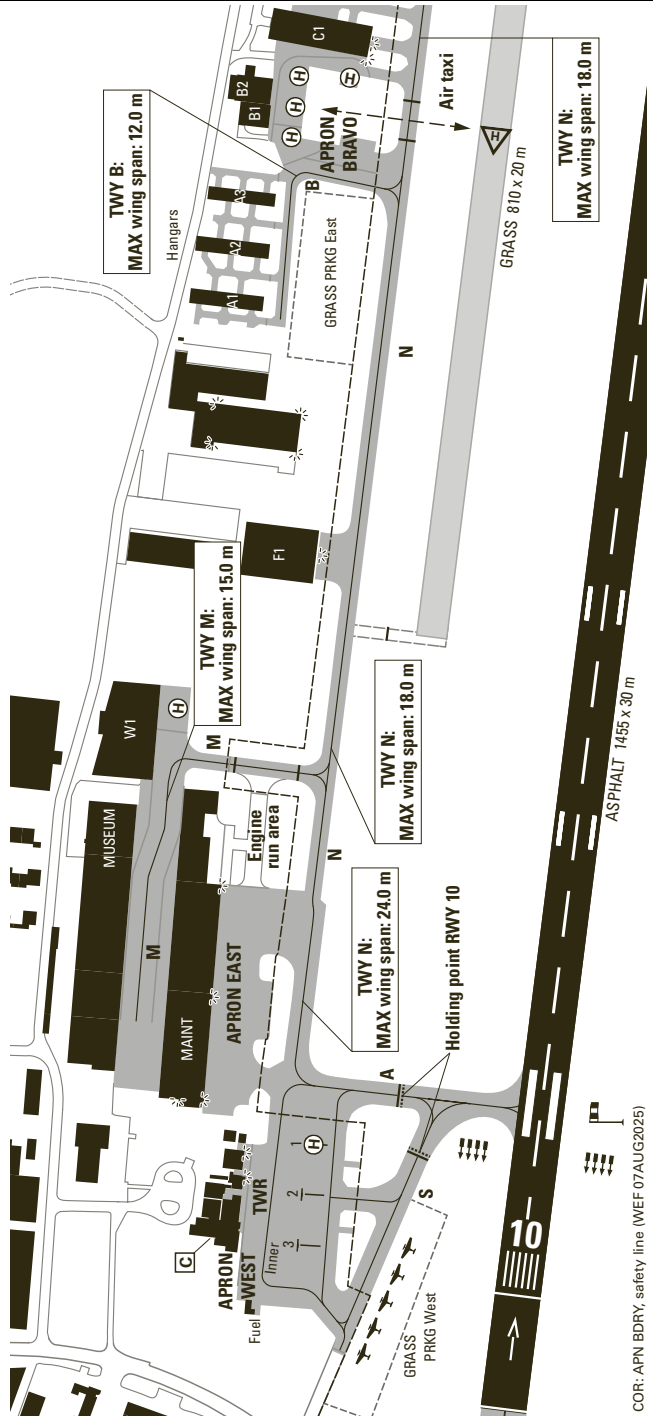 C1
B2
B1
H
H
H
H
APRON
BRAVO
Air taxi
H
TWY N:
MAX wing span: 18.0 m
TWY B:
MAX wing span: 12.0 m
B
Hangars
A3
A2
A1
GRASS PRKG East
GRASS 810 x 20 m
N
F1
TWY M:
MAX wing span: 15.0 m
W1
H
M
TWY N:
MAX wing span: 18.0 m
ASPHALT 1455 x 30 m
MUSEUM
Engine
run area
N
M
MAINT
APRON EAST
TWY N:
MAX wing span: 24.0 m
Holding point RWY 10
A
1
H
2
3
S
TWR
C
APRON
WEST
Inner
Fuel
GRASS
PRKG West
10
COR: APN BDRY, safety line (WEF 07AUG2025)